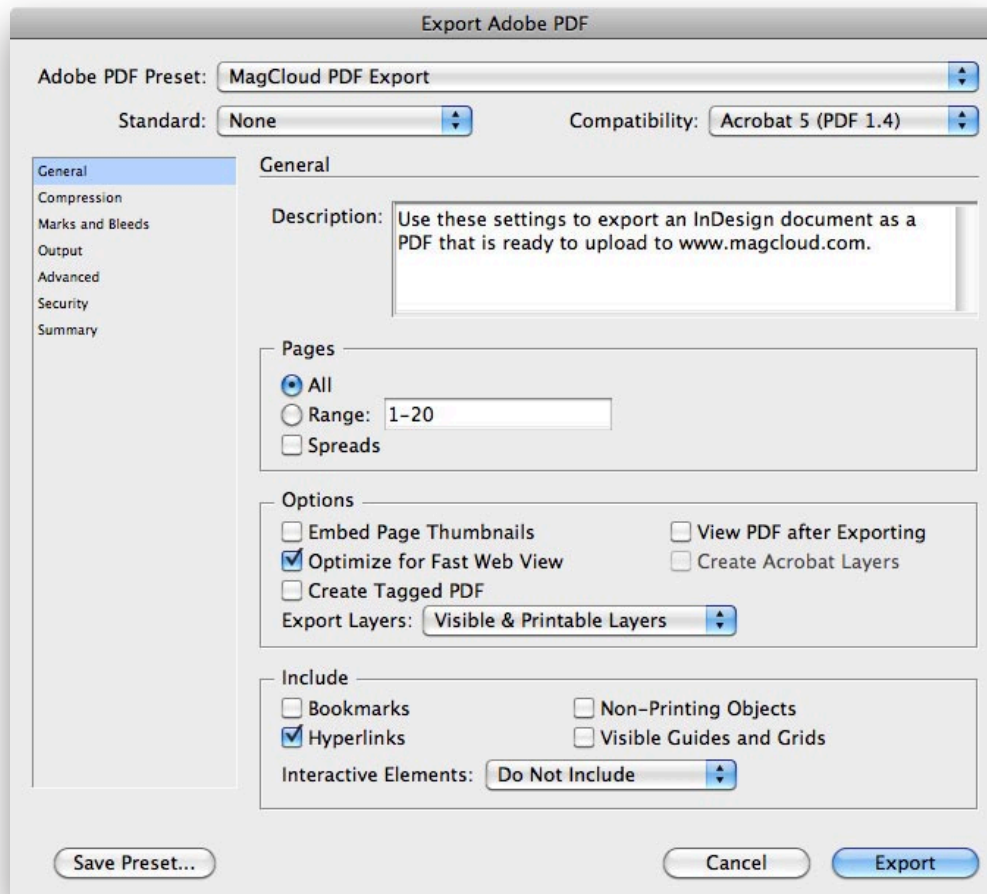 Export Adobe PDF
Adobe PDF Preset: MagCloud PDF Export
Standard: None Compatibility: Acrobat 5 (PDF 1.4)
General
Compression
Marks and Bleeds
Output
Advanced
Security
Summary
General
Description: Use these settings to export an InDesign document as a
PDF that is ready to upload to www.magcloud.com.
Pages
All
Range: 1-20
Spreads
Options
Embed Page Thumbnails View PDF after Exporting
Optimize for Fast Web View Create Acrobat Layers
Create Tagged PDF
Export Layers: Visible & Printable Layers
Include
Bookmarks Non-Printing Objects
Hyperlinks Visible Guides and Grids
Interactive Elements: Do Not Include
Save Preset... Cancel Export